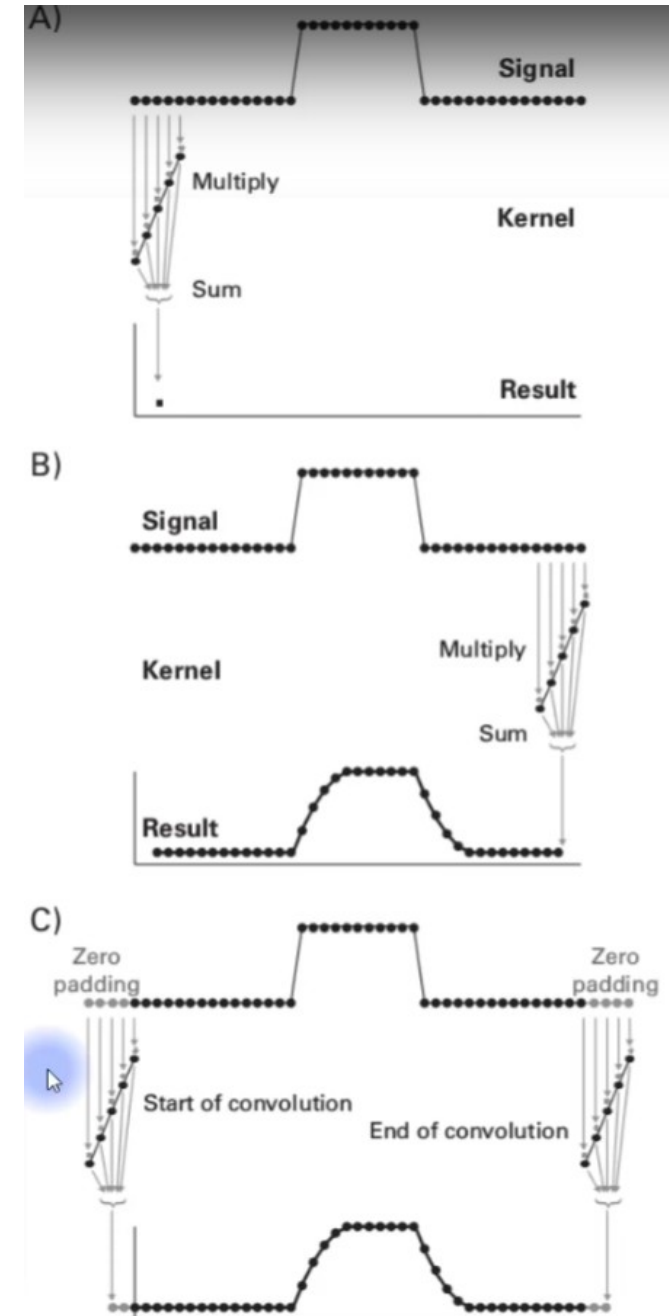 A)
Signal
Multiply
Kernel
Sum
Result
B)
Signal
Multiply
Kernel
Sum
Result
C)
Zero
padding
Zero
padding
Start of convolution
End of convolution